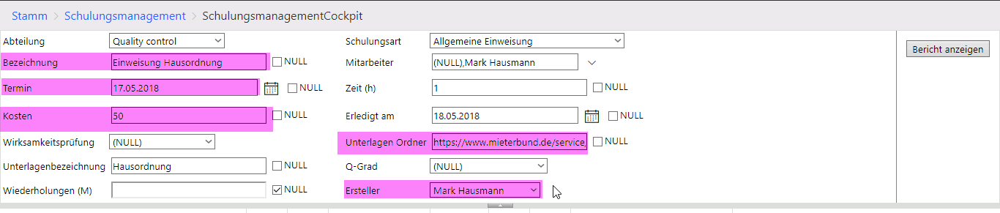 Stamm > Schulungsmanagement > SchulungsmanagementCockpit
Abteilung Quality control Schulungsart Allgemeine Einweisung Bericht anzeigen
Bezeichnung Einweisung Hausordnung NULL Mitarbeiter (NULL),Mark Hausmann
Termin 17.05.2018 NULL Zeit (h) 1 NULL
Kosten 50 NULL Erledigt am 18.05.2018 NULL
Wirksamkeitsprüfung (NULL) Unterlagen Ordner https://www.mieterbund.de/service, NULL
Unterlagenbezeichnung Hausordnung NULL Q-Grad (NULL)
Wiederholungen (M) NULL Ersteller Mark Hausmann